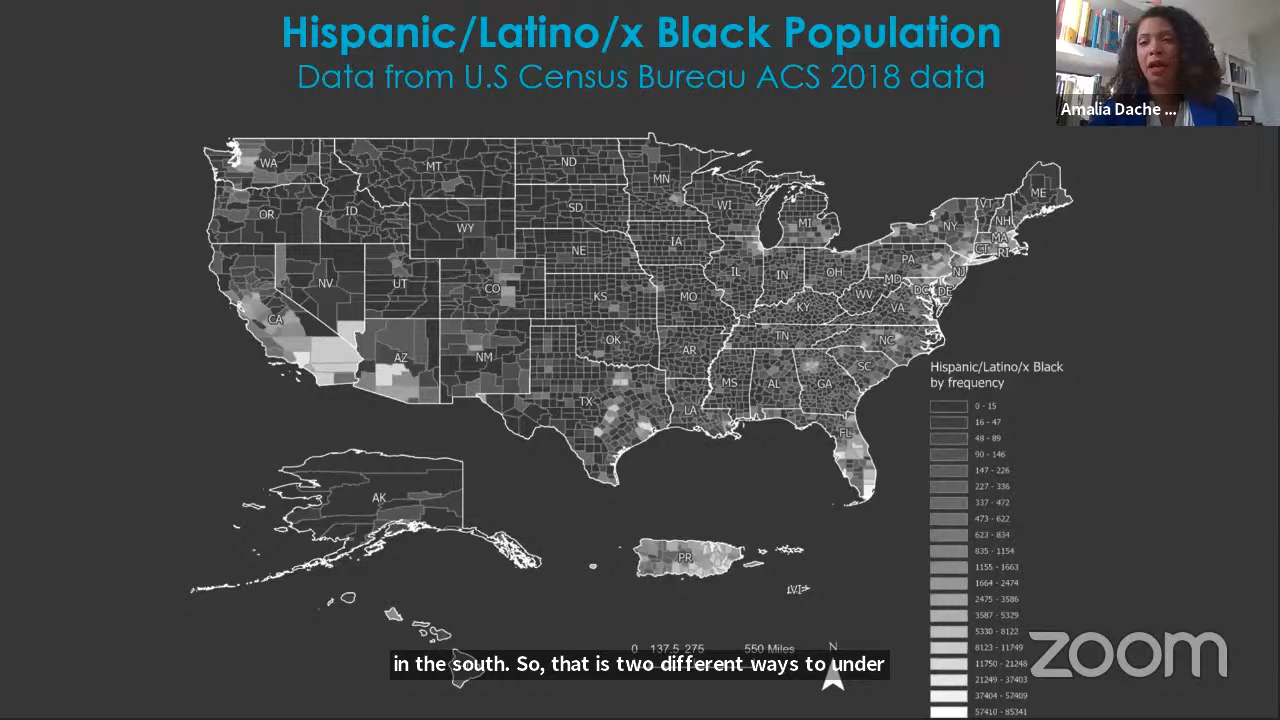 Hispanic/Latino/x Black Population
Data from U.S Census Bureau ACS 2018 data
Amalia Dache ...
WA
MT
ND
MN
ME
OR
ID
WY
SD
WI
MI
VT
NH
NY
MA
CT
RI
NV
UT
CO
NE
IA
IL
IN
OH
PA
NJ
MD
DC
DE
WV
VA
CA
KS
MO
KY
AZ
NM
OK
AR
TN
NC
SC
TX
LA
MS
AL
GA
FL
AK
PR
VI
Hispanic/Latino/x Black
by frequency
0 - 15
16 - 47
48 - 89
90 - 146
147 - 226
227 - 336
337 - 472
473 - 622
623 - 834
835 - 1154
1155 - 1663
1664 - 2474
2475 - 3586
3587 - 5329
5330 - 8122
8123 - 11749
11750 - 21248
21249 - 37403
37404 - 57409
57410 - 85341
0 137.5 275 550 Miles
N
in the south. So, that is two different ways to under
zoom